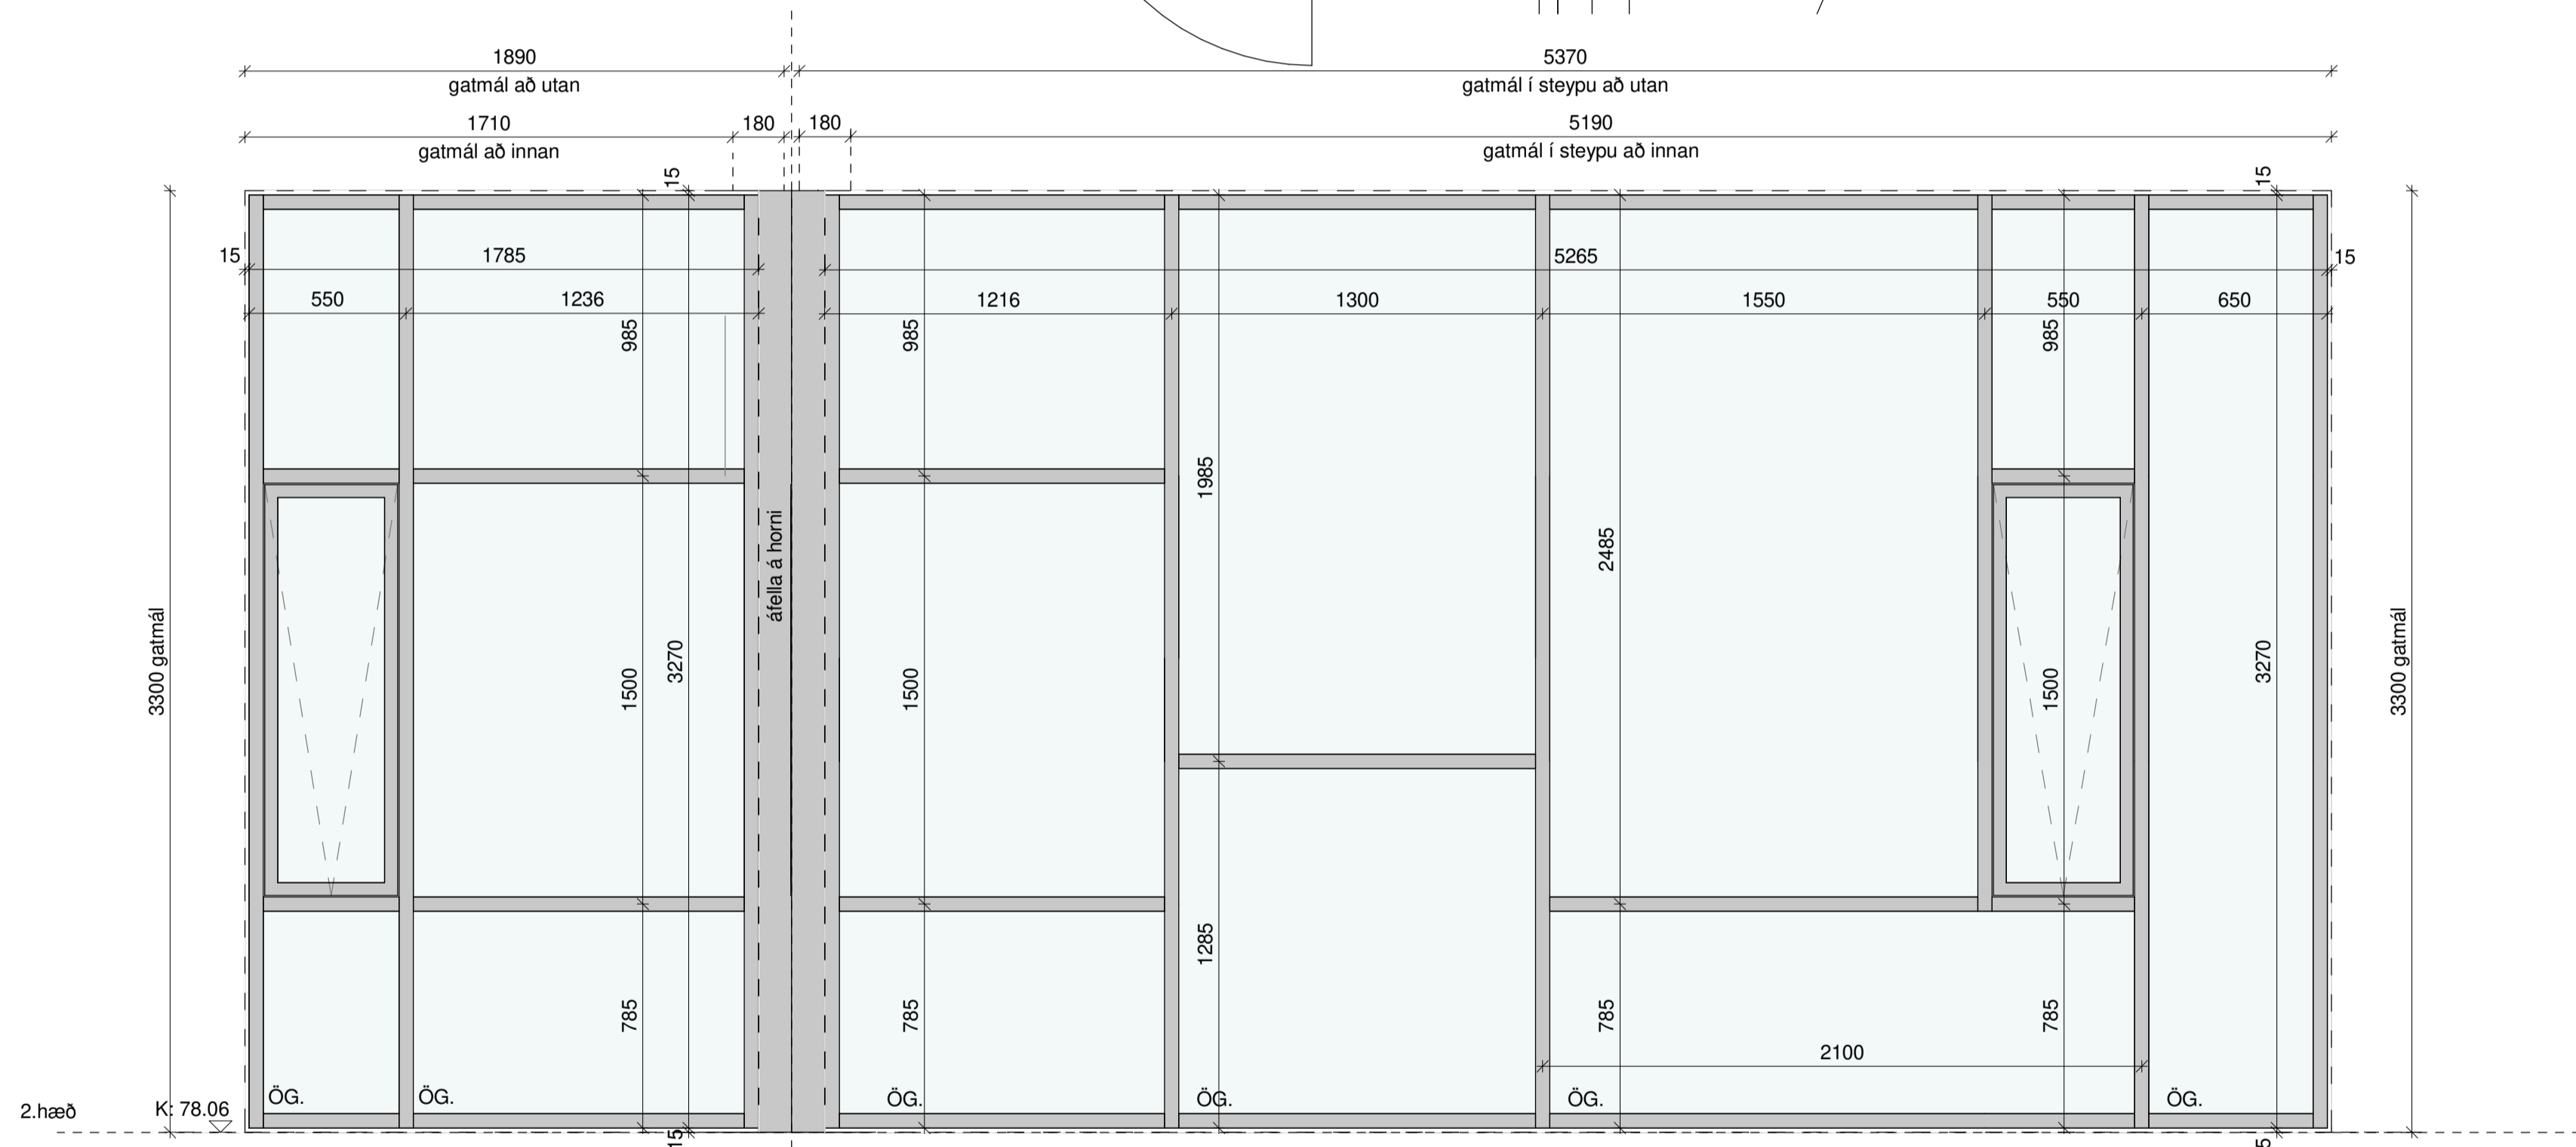 1890
5370
gatmál að utan
gatmál í steypu að utan
1710
180
180
5190
gatmál að innan
gatmál í steypu að innan
15
15
15
1785
5265
15
550
1236
1216
1300
1550
550
650
985
985
985
1985
2485
áfella á horni
3300 gatmál
1500
3270
1500
1500
3270
3300 gatmál
1285
785
785
785
785
2100
ÖG.
ÖG.
ÖG.
ÖG.
ÖG.
ÖG.
2.hæð
K: 78.06
15